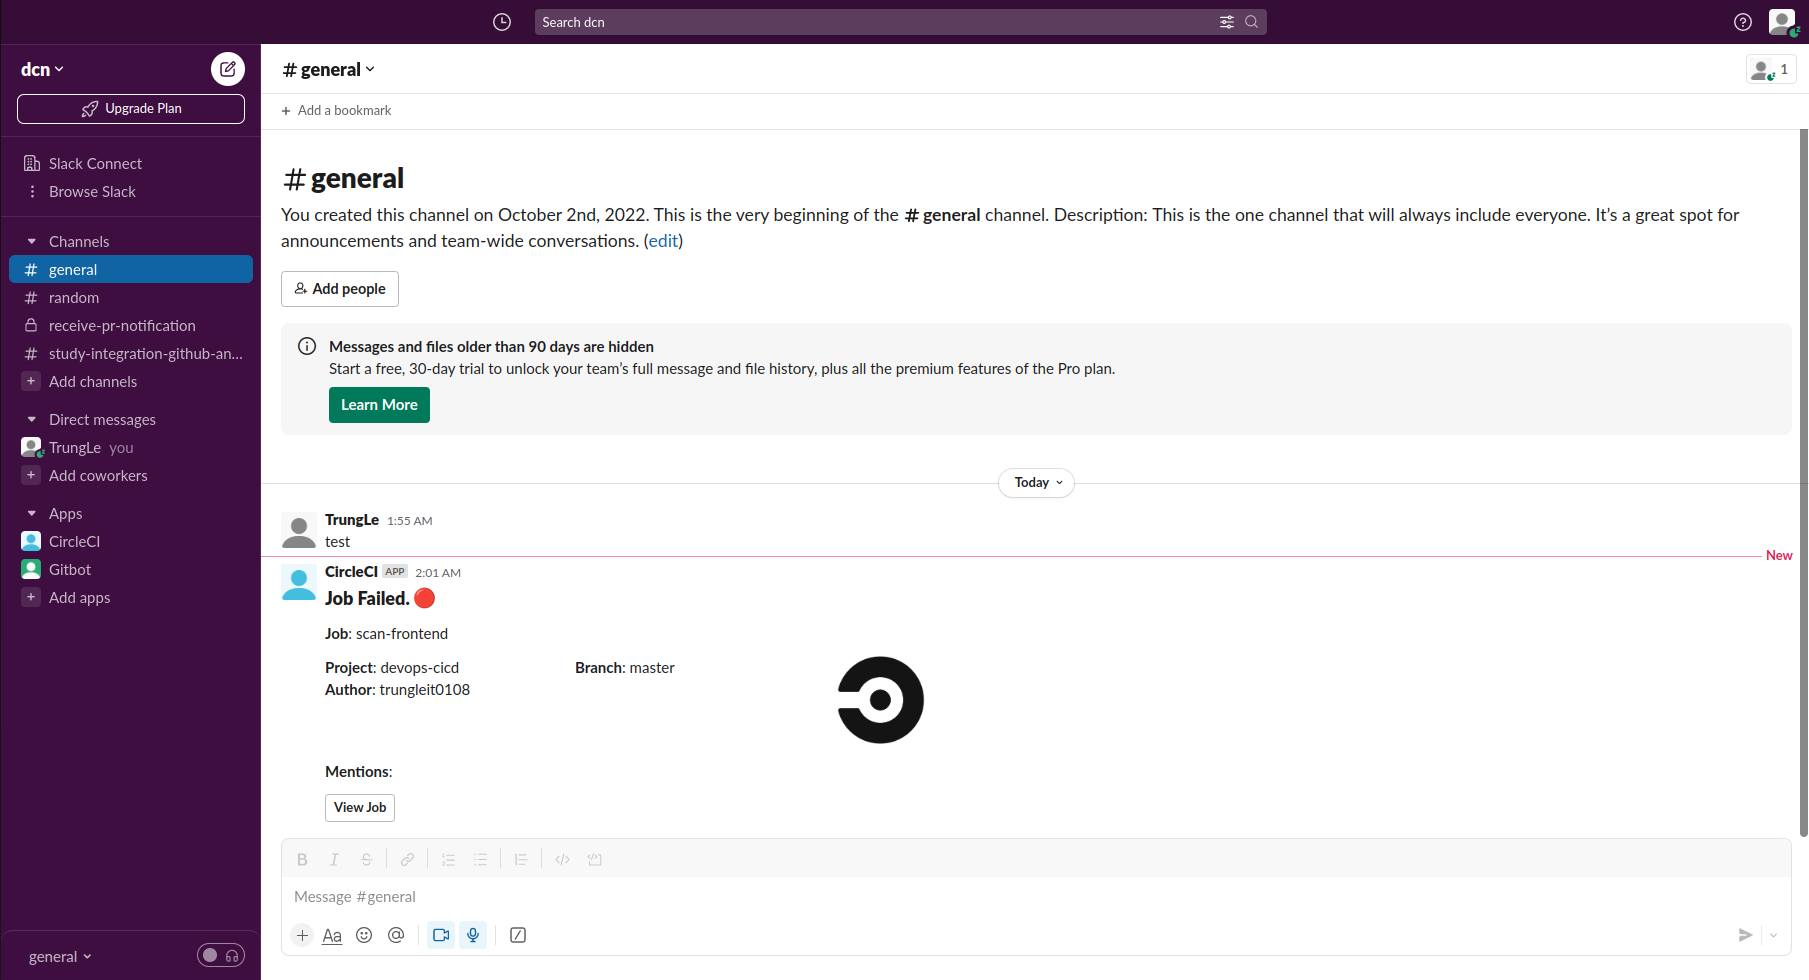 Search dcn
dcn
Upgrade Plan
Slack Connect
Browse Slack
Channels
# general
# random
receive-pr-notification
# study-integration-github-an...
+ Add channels
Direct messages
TrungLe you
+ Add coworkers
Apps
CircleCI
Gitbot
+ Add apps
general
# general
1
+ Add a bookmark
# general
You created this channel on October 2nd, 2022. This is the very beginning of the # general channel. Description: This is the one channel that will always include everyone. It's a great spot for
announcements and team-wide conversations. (edit)
Add people
Messages and files older than 90 days are hidden
Start a free, 30-day trial to unlock your team's full message and file history, plus all the premium features of the Pro plan.
Learn More
Today
TrungLe 1:55 AM
test
New
CircleCI APP 2:01 AM
Job Failed.
Job: scan-frontend
Project: devops-cicd Branch: master
Author: trungleit0108
Mentions:
View Job
B I S
Message #general
+ Aa @